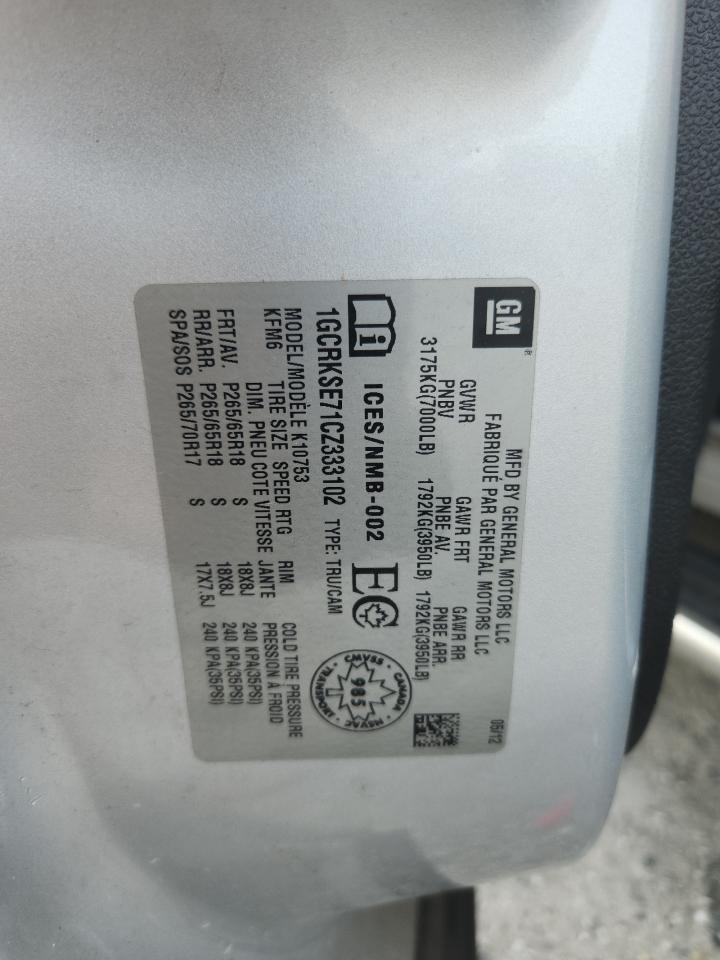 GM
®
MFD BY GENERAL MOTORS LLC
FABRIQUÉ PAR GENERAL MOTORS LLC
05/12
GVWR GAWR FRT GAWR RR
PNBV PNBE AV. PNBE ARR.
3175KG(7000LB) 1792KG(3950LB) 1792KG(3950LB)
i ICES/NMB-002 EC
CANADA
CMVSS • NSVAC
985
TRANSPORT
1GCRKSE71CZ333102 TYPE: TRU/CAM
MODEL/MODÈLE K10753
KFM6 TIRE SIZE SPEED RTG RIM COLD TIRE PRESSURE
DIM. PNEU COTE VITESSE JANTE PRESSION À FROID
FRT/AV. P265/65R18 S 18X8J 240 KPA(35PSI)
RR/ARR. P265/65R18 S 18X8J 240 KPA(35PSI)
SPA/SOS P265/70R17 S 17X7.5J 240 KPA(35PSI)